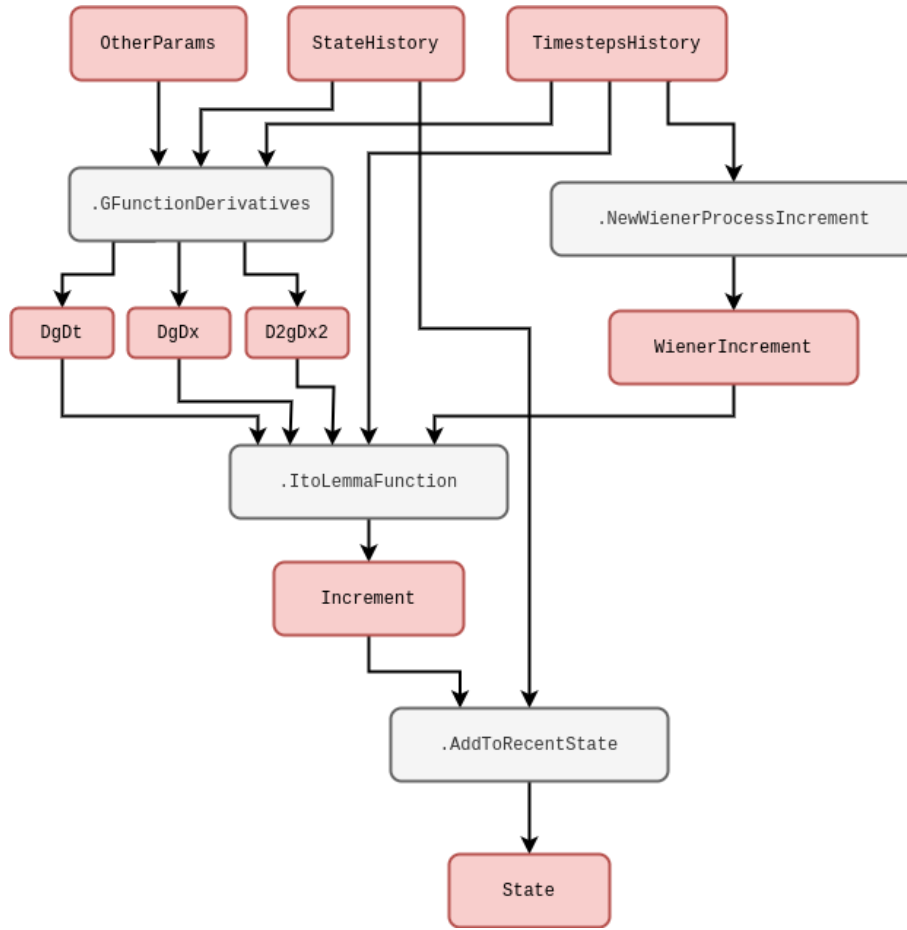 OtherParams
StateHistory
TimestepsHistory
.GFunctionDerivatives
.NewWienerProcessIncrement
DgDt
DgDx
D2gDx2
WienerIncrement
.ItoLemmaFunction
Increment
.AddToRecentState
State